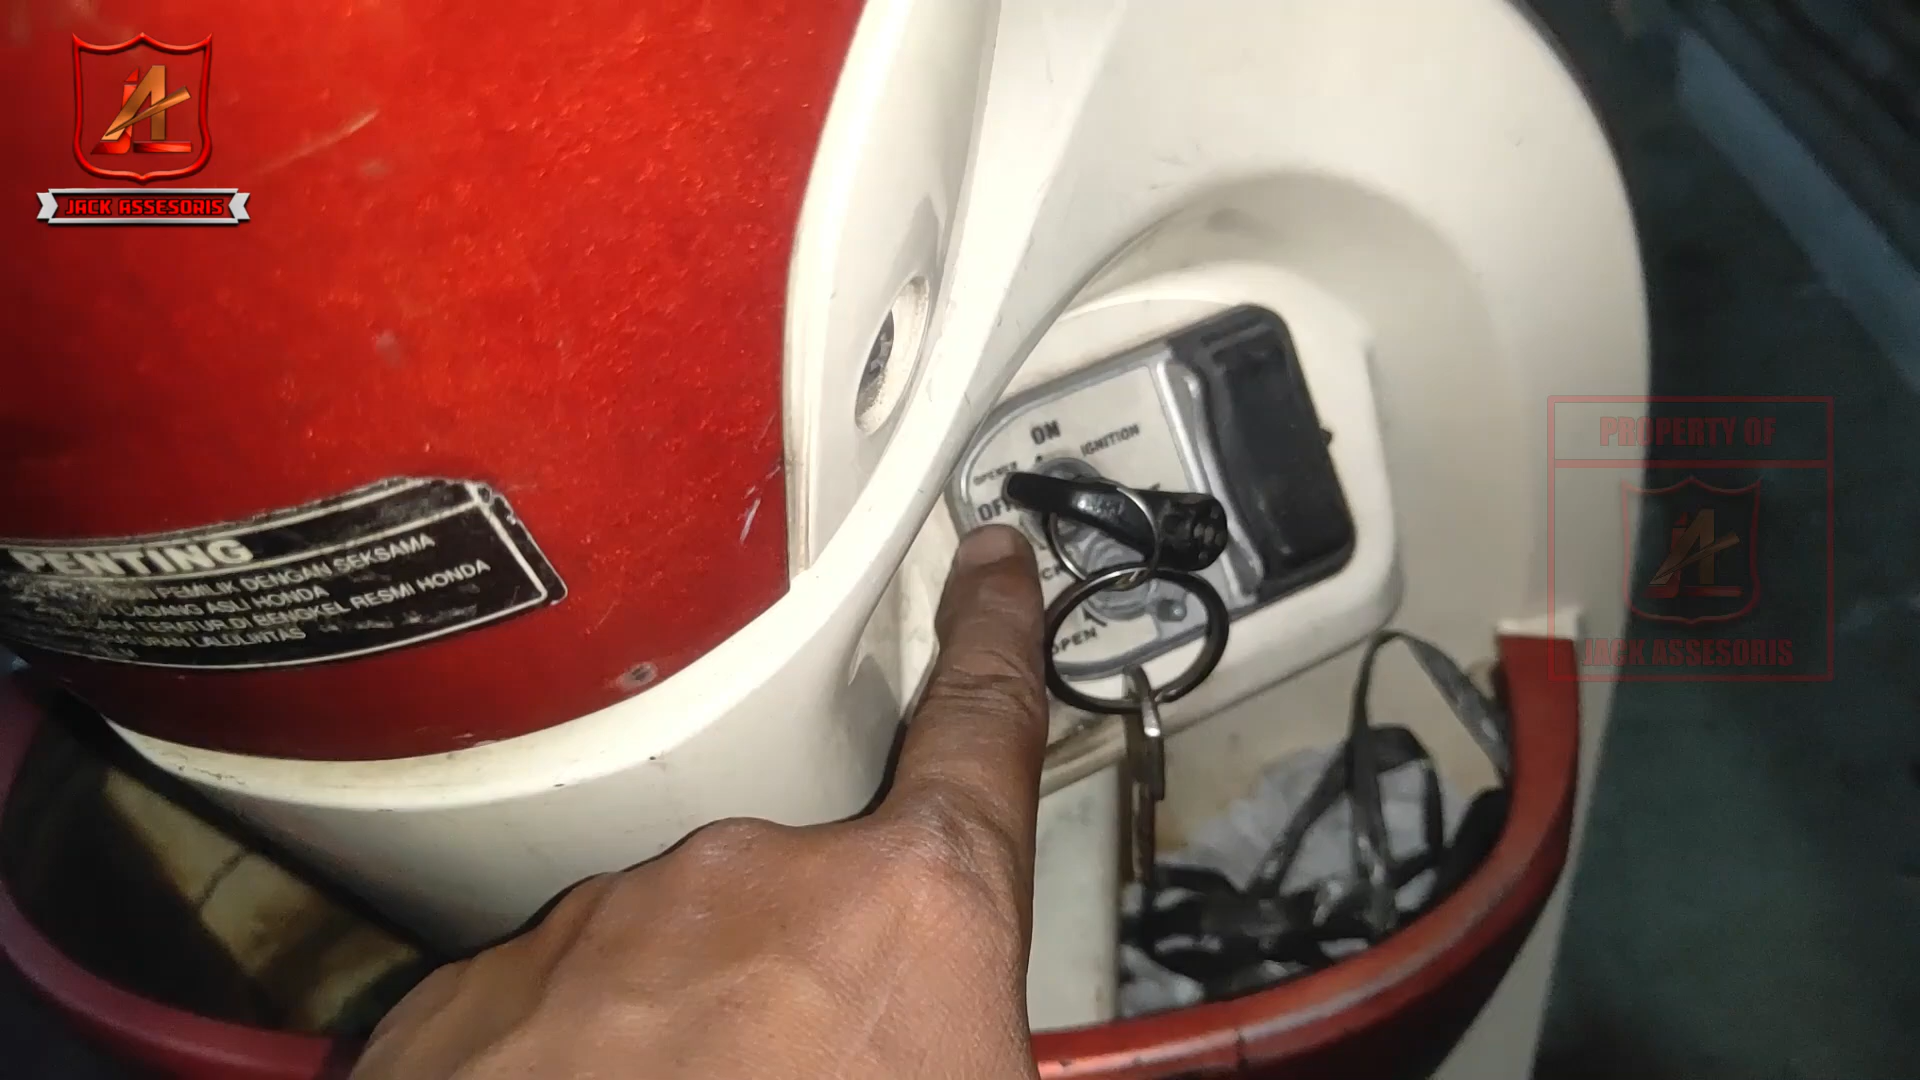 JACK ASSESORIS
ON
IGNITION
OPENER
OFF
OPEN
PENTING
PEMILIK DENGAN SEKSAMA
CADANG ASLI HONDA
TERATUR DI BENGKEL RESMI HONDA
LALULINTAS
PROPERTY OF
JACK ASSESORIS